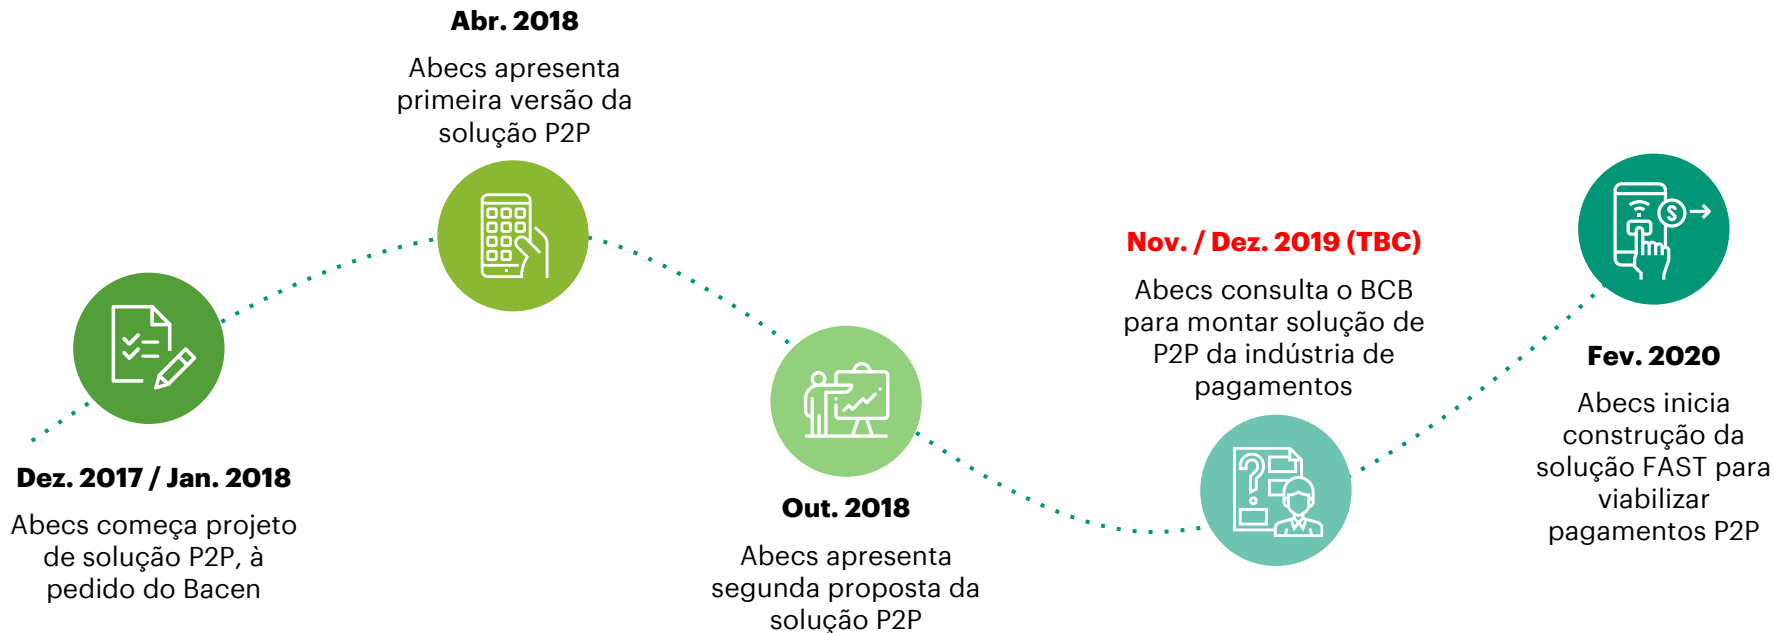 Dez. 2017 / Jan. 2018
Abecs começa projeto
de solução P2P, à
pedido do Bacen
Abr. 2018
Abecs apresenta
primeira versão da
solução P2P
Out. 2018
Abecs apresenta
segunda proposta da
solução P2P
Nov. / Dez. 2019 (TBC)
Abecs consulta o BCB
para montar solução de
P2P da indústria de
pagamentos
Fev. 2020
Abecs inicia
construção da
solução FAST para
viabilizar
pagamentos P2P